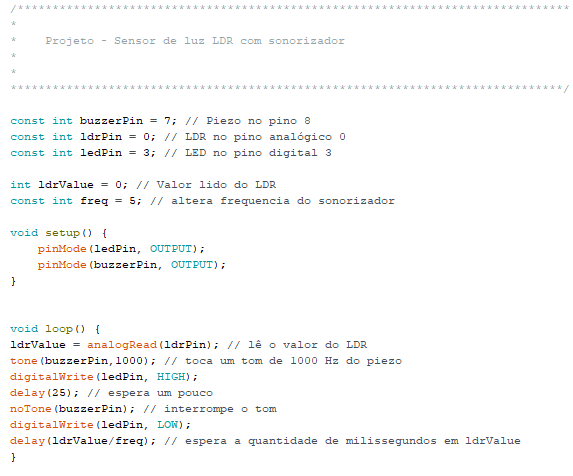 /*******************************************************************************
*
*    Projeto - Sensor de luz LDR com sonorizador
*
*
*******************************************************************************/
const int buzzerPin = 7; // Piezo no pino 8
const int ldrPin = 0; // LDR no pino analógico 0
const int ledPin = 3; // LED no pino digital 3
int ldrValue = 0; // Valor lido do LDR
const int freq = 5; // altera frequencia do sonorizador
void setup() {
    pinMode(ledPin, OUTPUT);
    pinMode(buzzerPin, OUTPUT);
}
void loop() {
ldrValue = analogRead(ldrPin); // lê o valor do LDR
tone(buzzerPin,1000); // toca um tom de 1000 Hz do piezo
digitalWrite(ledPin, HIGH);
delay(25); // espera um pouco
noTone(buzzerPin); // interrompe o tom
digitalWrite(ledPin, LOW);
delay(ldrValue/freq); // espera a quantidade de milissegundos em ldrValue
}